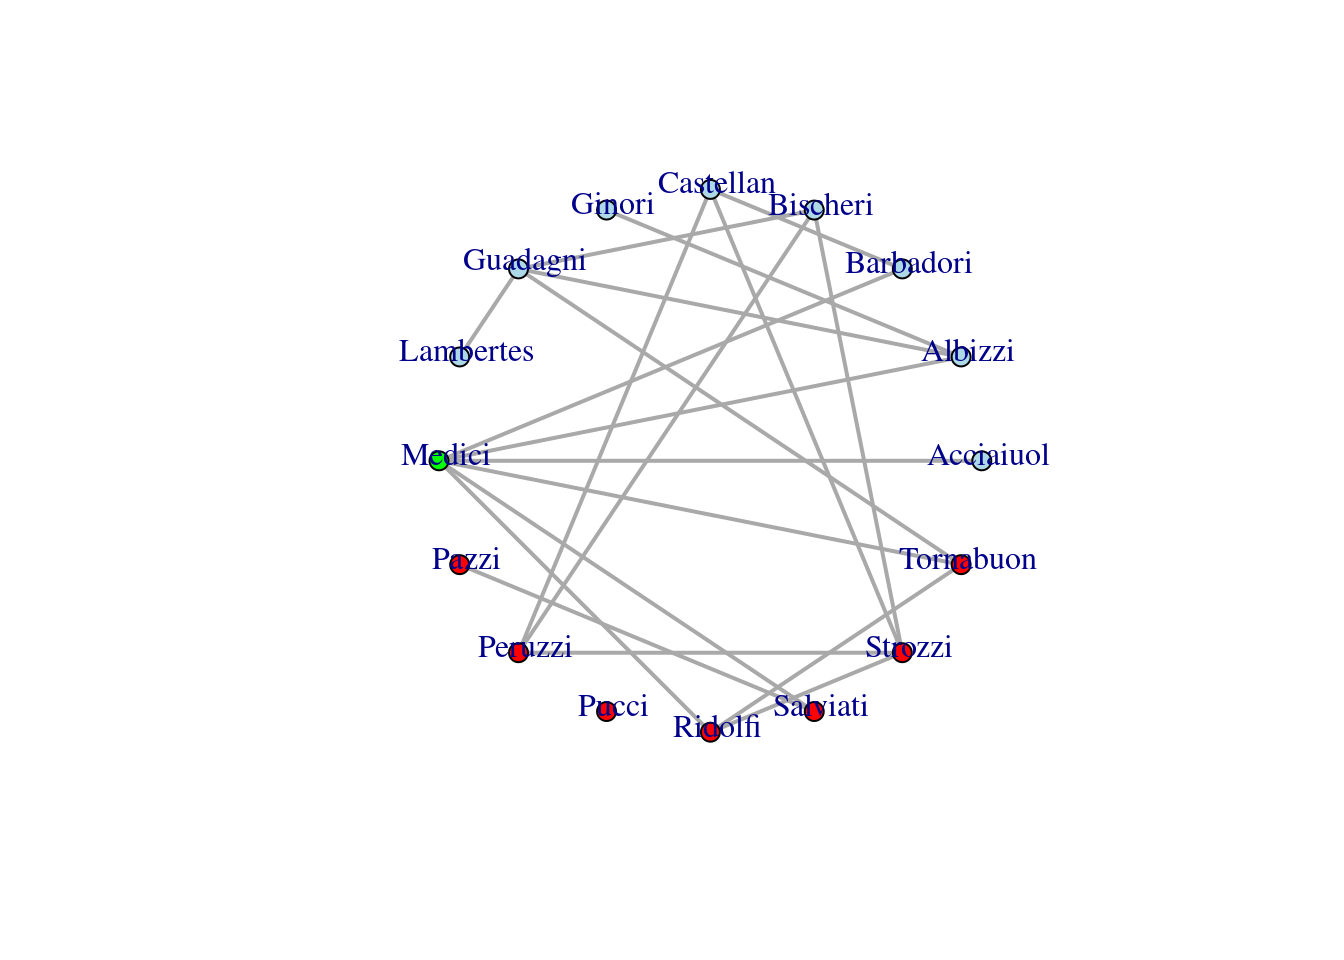 Castellan
Ginori
Bischeri
Guadagni
Barbadori
Lambertes
Albizzi
Medici
Acciaiuol
Pazzi
Tornabuon
Peruzzi
Strozzi
Pucci
Salviati
Ridolfi